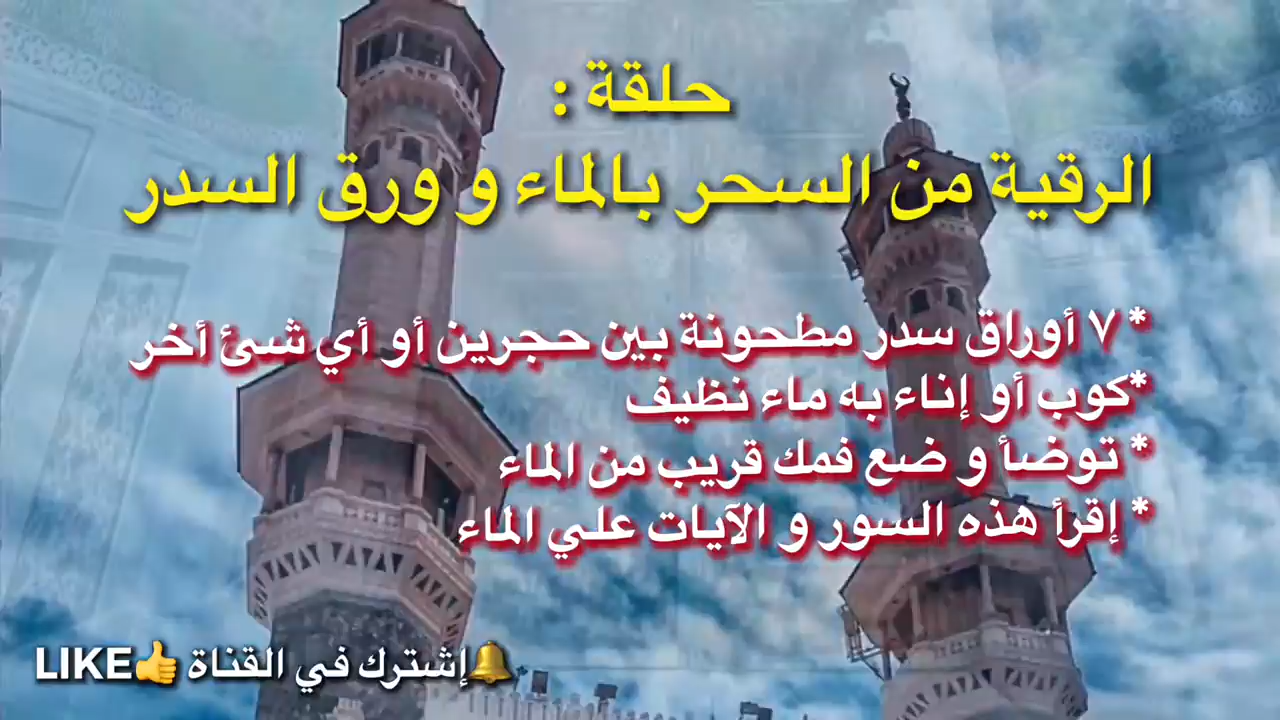 حلقة :
الرقية من السحر بالماء و ورق السدر
* ٧ أوراق سدر مطحونة بين حجرين أو أي شئ أخر
*كوب أو إناء به ماء نظيف
* توضأ و ضع فمك قريب من الماء
* إقرأ هذه السور و الآيات علي الماء
LIKE👍 إشترك في القناة🔔